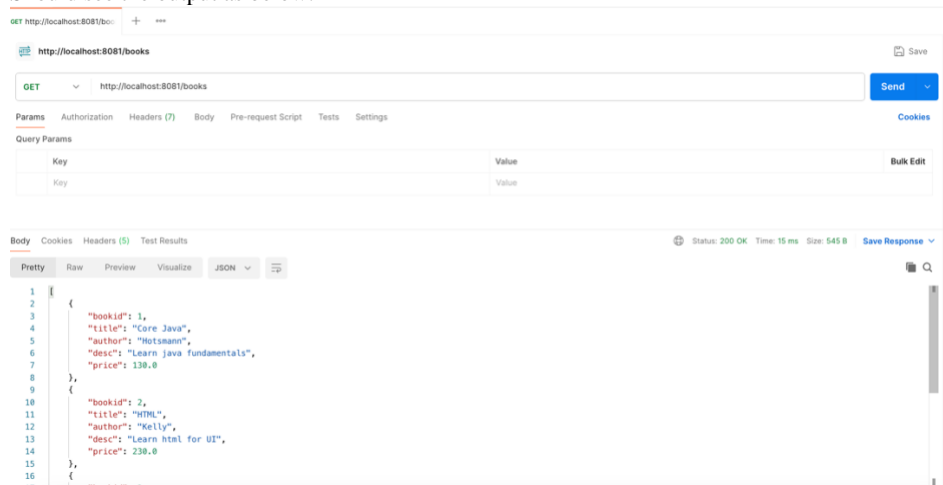 GET http://localhost:8081/boo
http://localhost:8081/books Save
GET http://localhost:8081/books Send
Params Authorization Headers (7) Body Pre-request Script Tests Settings Cookies
Query Params
Key Value Bulk Edit
Key Value
Body Cookies Headers (5) Test Results Status: 200 OK Time: 15 ms Size: 545 B Save Response
Pretty Raw Preview Visualize JSON
1 [
2 {
3 "bookid": 1,
4 "title": "Core Java",
5 "author": "Hotsmann",
6 "desc": "Learn java fundamentals",
7 "price": 130.0
8 },
9 {
10 "bookid": 2,
11 "title": "HTML",
12 "author": "Kelly",
13 "desc": "Learn html for UI",
14 "price": 230.0
15 },
16 {